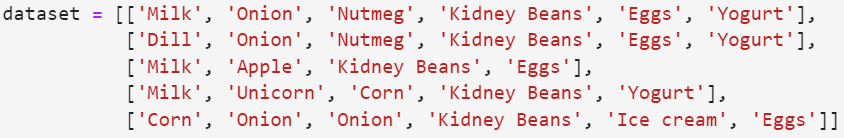 dataset = [['Milk', 'Onion', 'Nutmeg', 'Kidney Beans', 'Eggs', 'Yogurt'],
['Dill', 'Onion', 'Nutmeg', 'Kidney Beans', 'Eggs', 'Yogurt'],
['Milk', 'Apple', 'Kidney Beans', 'Eggs'],
['Milk', 'Unicorn', 'Corn', 'Kidney Beans', 'Yogurt'],
['Corn', 'Onion', 'Onion', 'Kidney Beans', 'Ice cream', 'Eggs']]